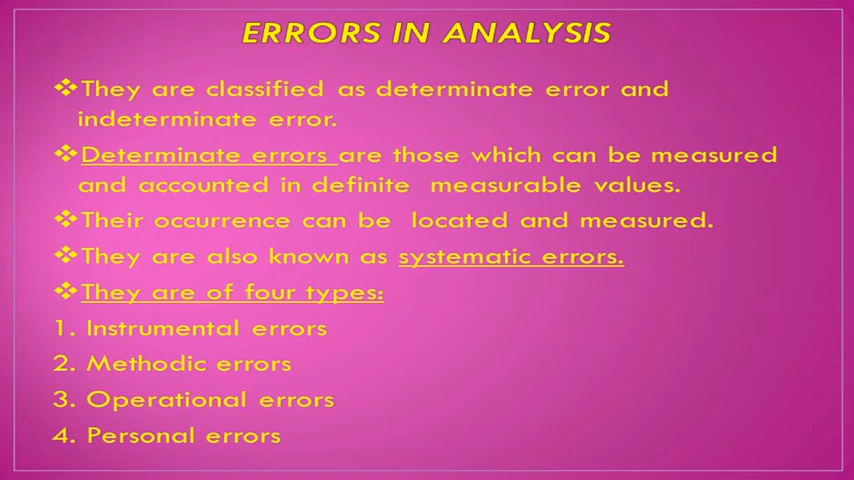 ERRORS IN ANALYSIS
❖They are classified as determinate error and
indeterminate error.
❖Determinate errors are those which can be measured
and accounted in definite measurable values.
❖Their occurrence can be located and measured.
❖They are also known as systematic errors.
❖They are of four types:
1. Instrumental errors
2. Methodic errors
3. Operational errors
4. Personal errors